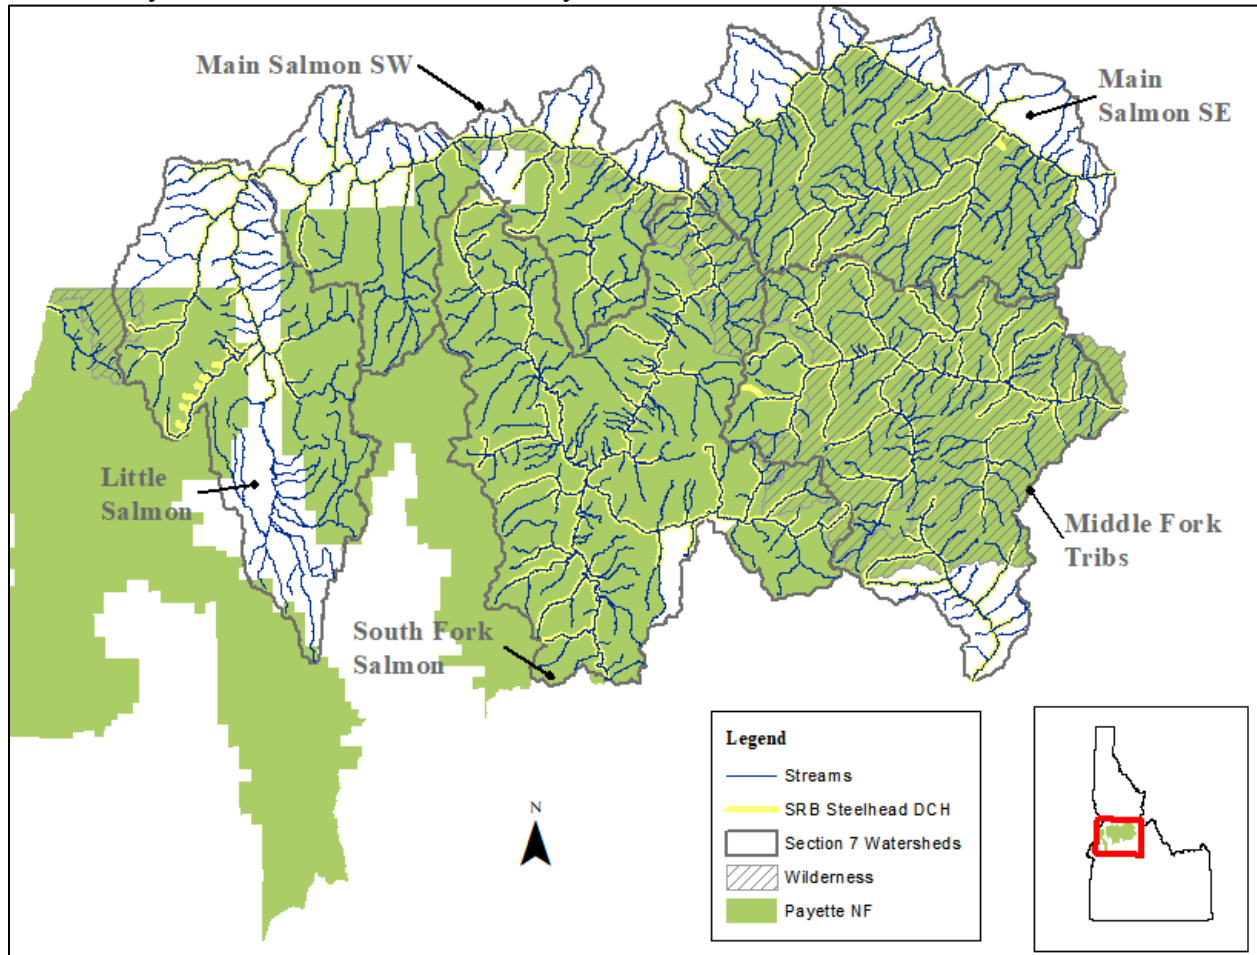 Main Salmon SW
Main
Salmon SE
Little
Salmon
Middle Fork
Tribs
South Fork
Salmon
N
Legend
Streams
SRB Steelhead DCH
Section 7 Watersheds
Wilderness
Payette NF